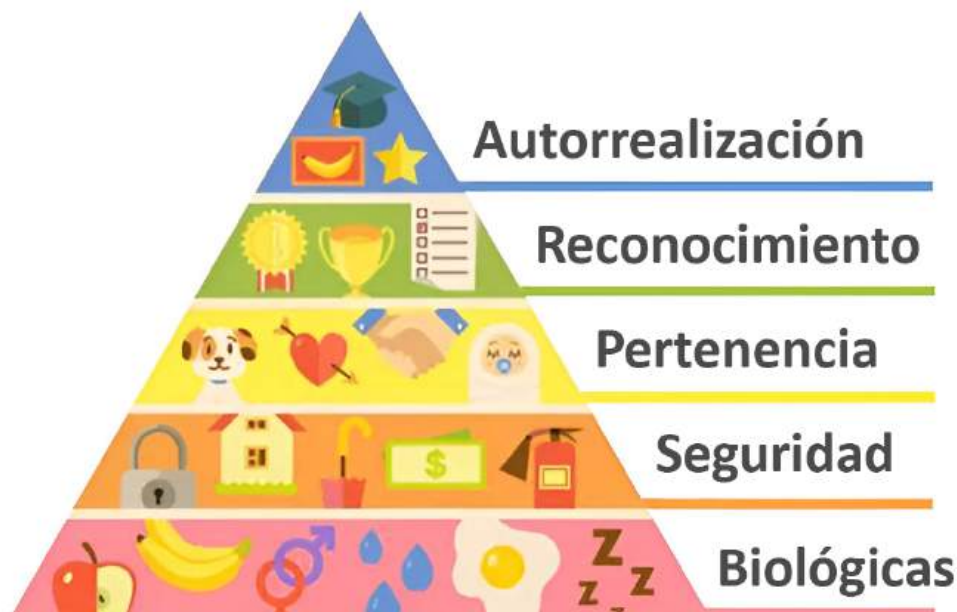 Autorrealización
Reconocimiento
Pertenencia
$
Seguridad
Z
Z
Z
Z
Biológicas